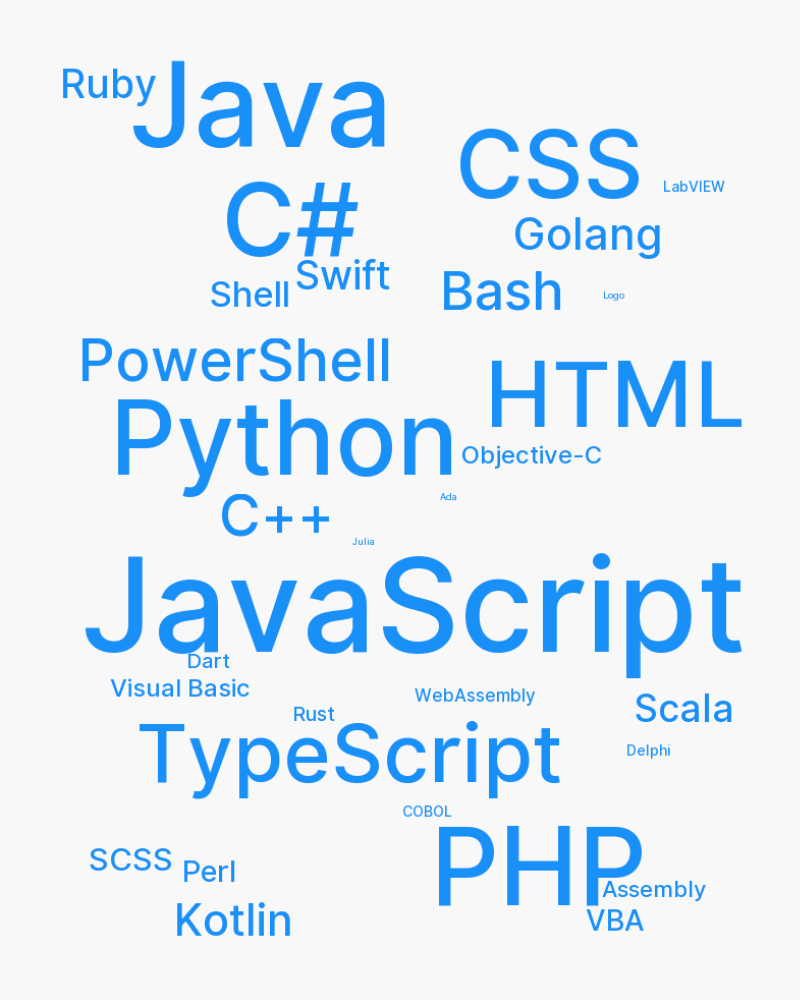 Ruby
Java
CSS
LabVIEW
C#
Golang
Swift
Shell
Bash
Logo
PowerShell
HTML
Python
Objective-C
Ada
C++
Julia
JavaScript
Dart
Visual Basic
WebAssembly
Scala
Rust
TypeScript
Delphi
COBOL
PHP
SCSS
Perl
Assembly
Kotlin
VBA